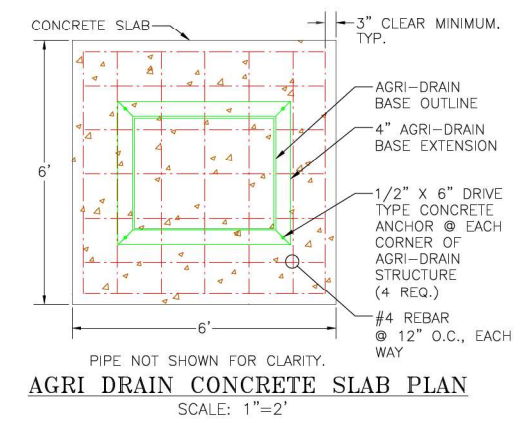 CONCRETE SLAB
3" CLEAR MINIMUM.
TYP.
AGRI-DRAIN
BASE OUTLINE
4" AGRI-DRAIN
BASE EXTENSION
6'
1/2" X 6" DRIVE
TYPE CONCRETE
ANCHOR @ EACH
CORNER OF
AGRI-DRAIN
STRUCTURE
(4 REQ.)
#4 REBAR
@ 12" O.C., EACH
WAY
6'
PIPE NOT SHOWN FOR CLARITY.
AGRI DRAIN CONCRETE SLAB PLAN
SCALE: 1"=2'